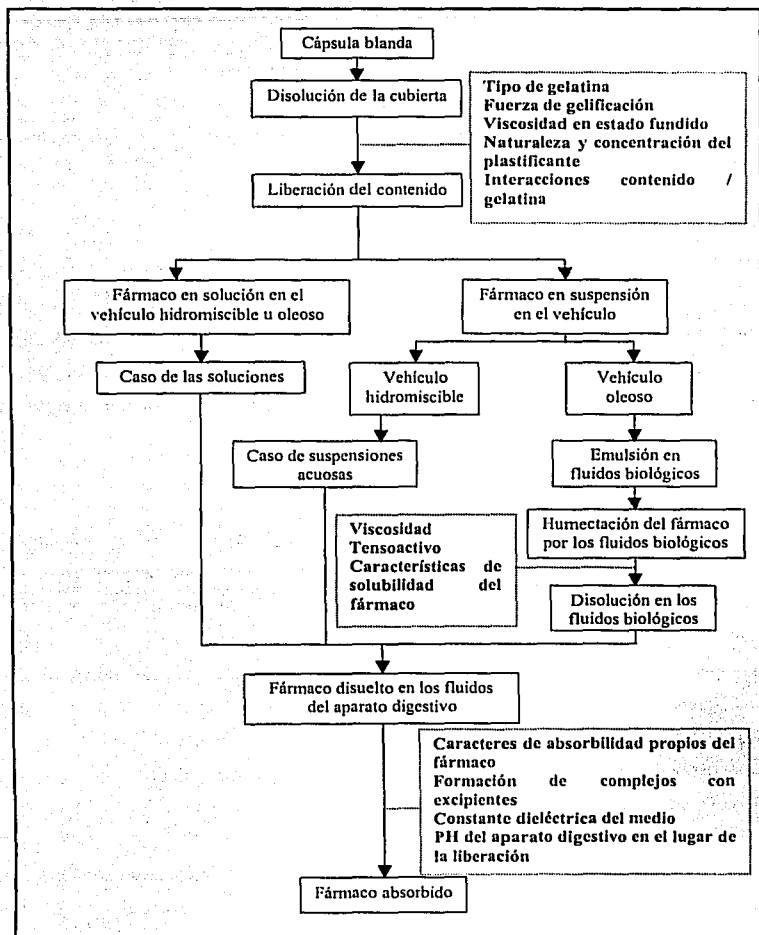 Cápsula blanda
Disolución de la cubierta
Tipo de gelatina
Fuerza de gelificación
Viscosidad en estado fundido
Naturaleza y concentración del
plastificante
Interacciones contenido /
gelatina
Liberación del contenido
Fármaco en solución en el
vehículo hidromiscible u oleoso
Fármaco en suspensión
en el vehículo
Caso de las soluciones
Vehículo
hidromiscible
Vehículo
oleoso
Caso de suspensiones
acuosas
Emulsión en
fluidos biológicos
Viscosidad
Tensoactivo
Características de
solubilidad del
fármaco
Humectación del fármaco
por los fluidos biológicos
Disolución en los
fluidos biológicos
Fármaco disuelto en los fluidos
del aparato digestivo
Caracteres de absorbilidad propios del
fármaco
Formación de complejos con
excipientes
Constante dieléctrica del medio
PH del aparato digestivo en el lugar de
la liberación
Fármaco absorbido